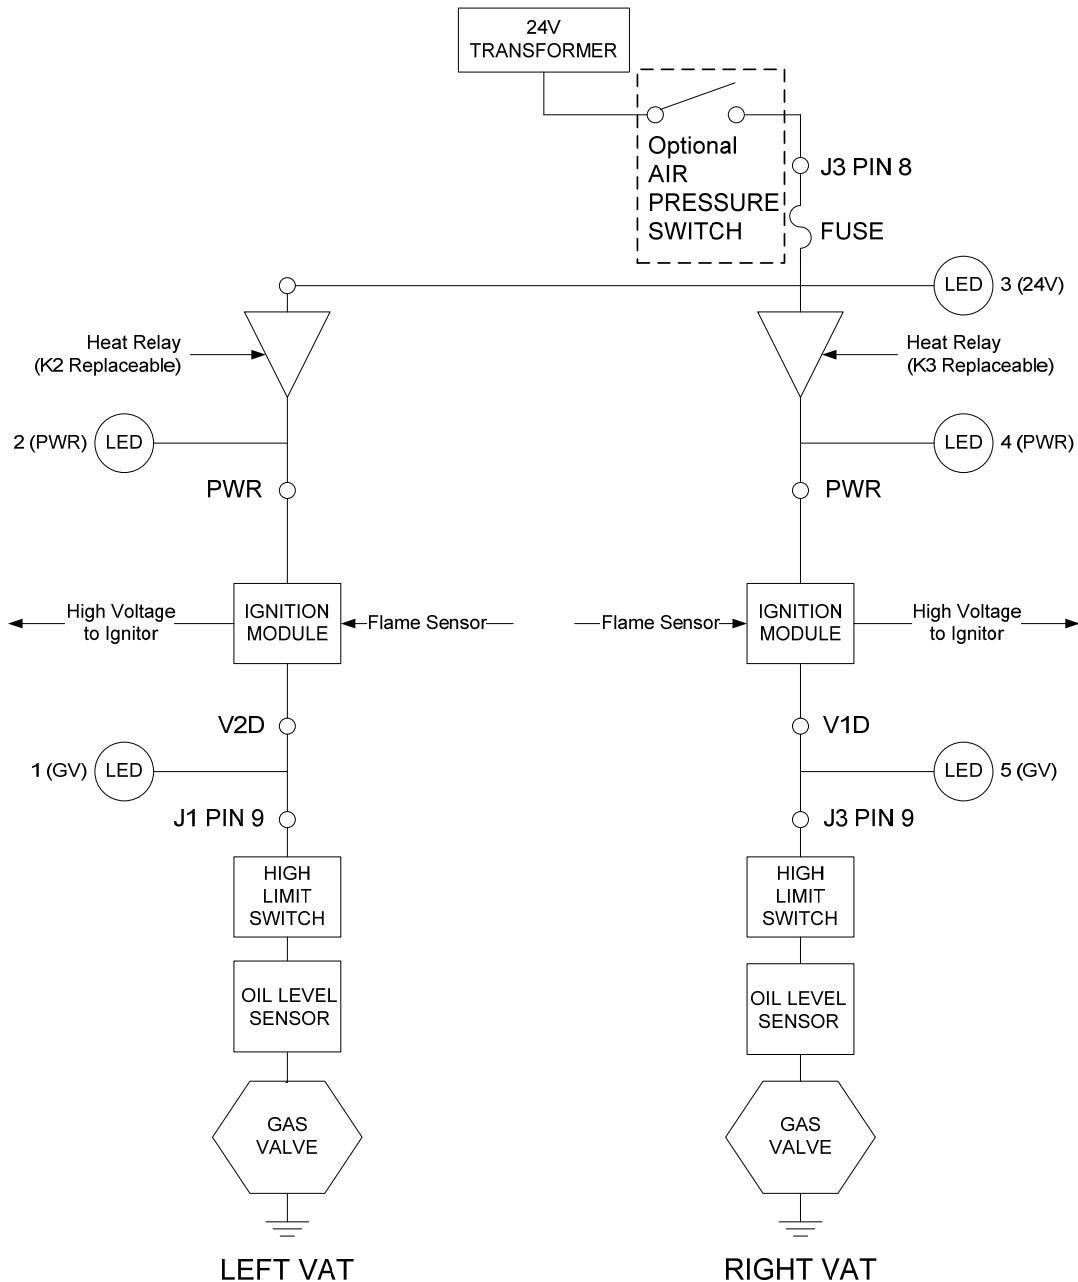 24V
TRANSFORMER
Optional
AIR
PRESSURE
SWITCH
J3 PIN 8
FUSE
LED
3 (24V)
Heat Relay
(K2 Replaceable)
Heat Relay
(K3 Replaceable)
2 (PWR)
LED
LED
4 (PWR)
PWR
PWR
High Voltage
to Ignitor
IGNITION
MODULE
Flame Sensor
Flame Sensor
IGNITION
MODULE
High Voltage
to Ignitor
V2D
V1D
1 (GV)
LED
LED
5 (GV)
J1 PIN 9
J3 PIN 9
HIGH
LIMIT
SWITCH
HIGH
LIMIT
SWITCH
OIL LEVEL
SENSOR
OIL LEVEL
SENSOR
GAS
VALVE
GAS
VALVE
LEFT VAT
RIGHT VAT